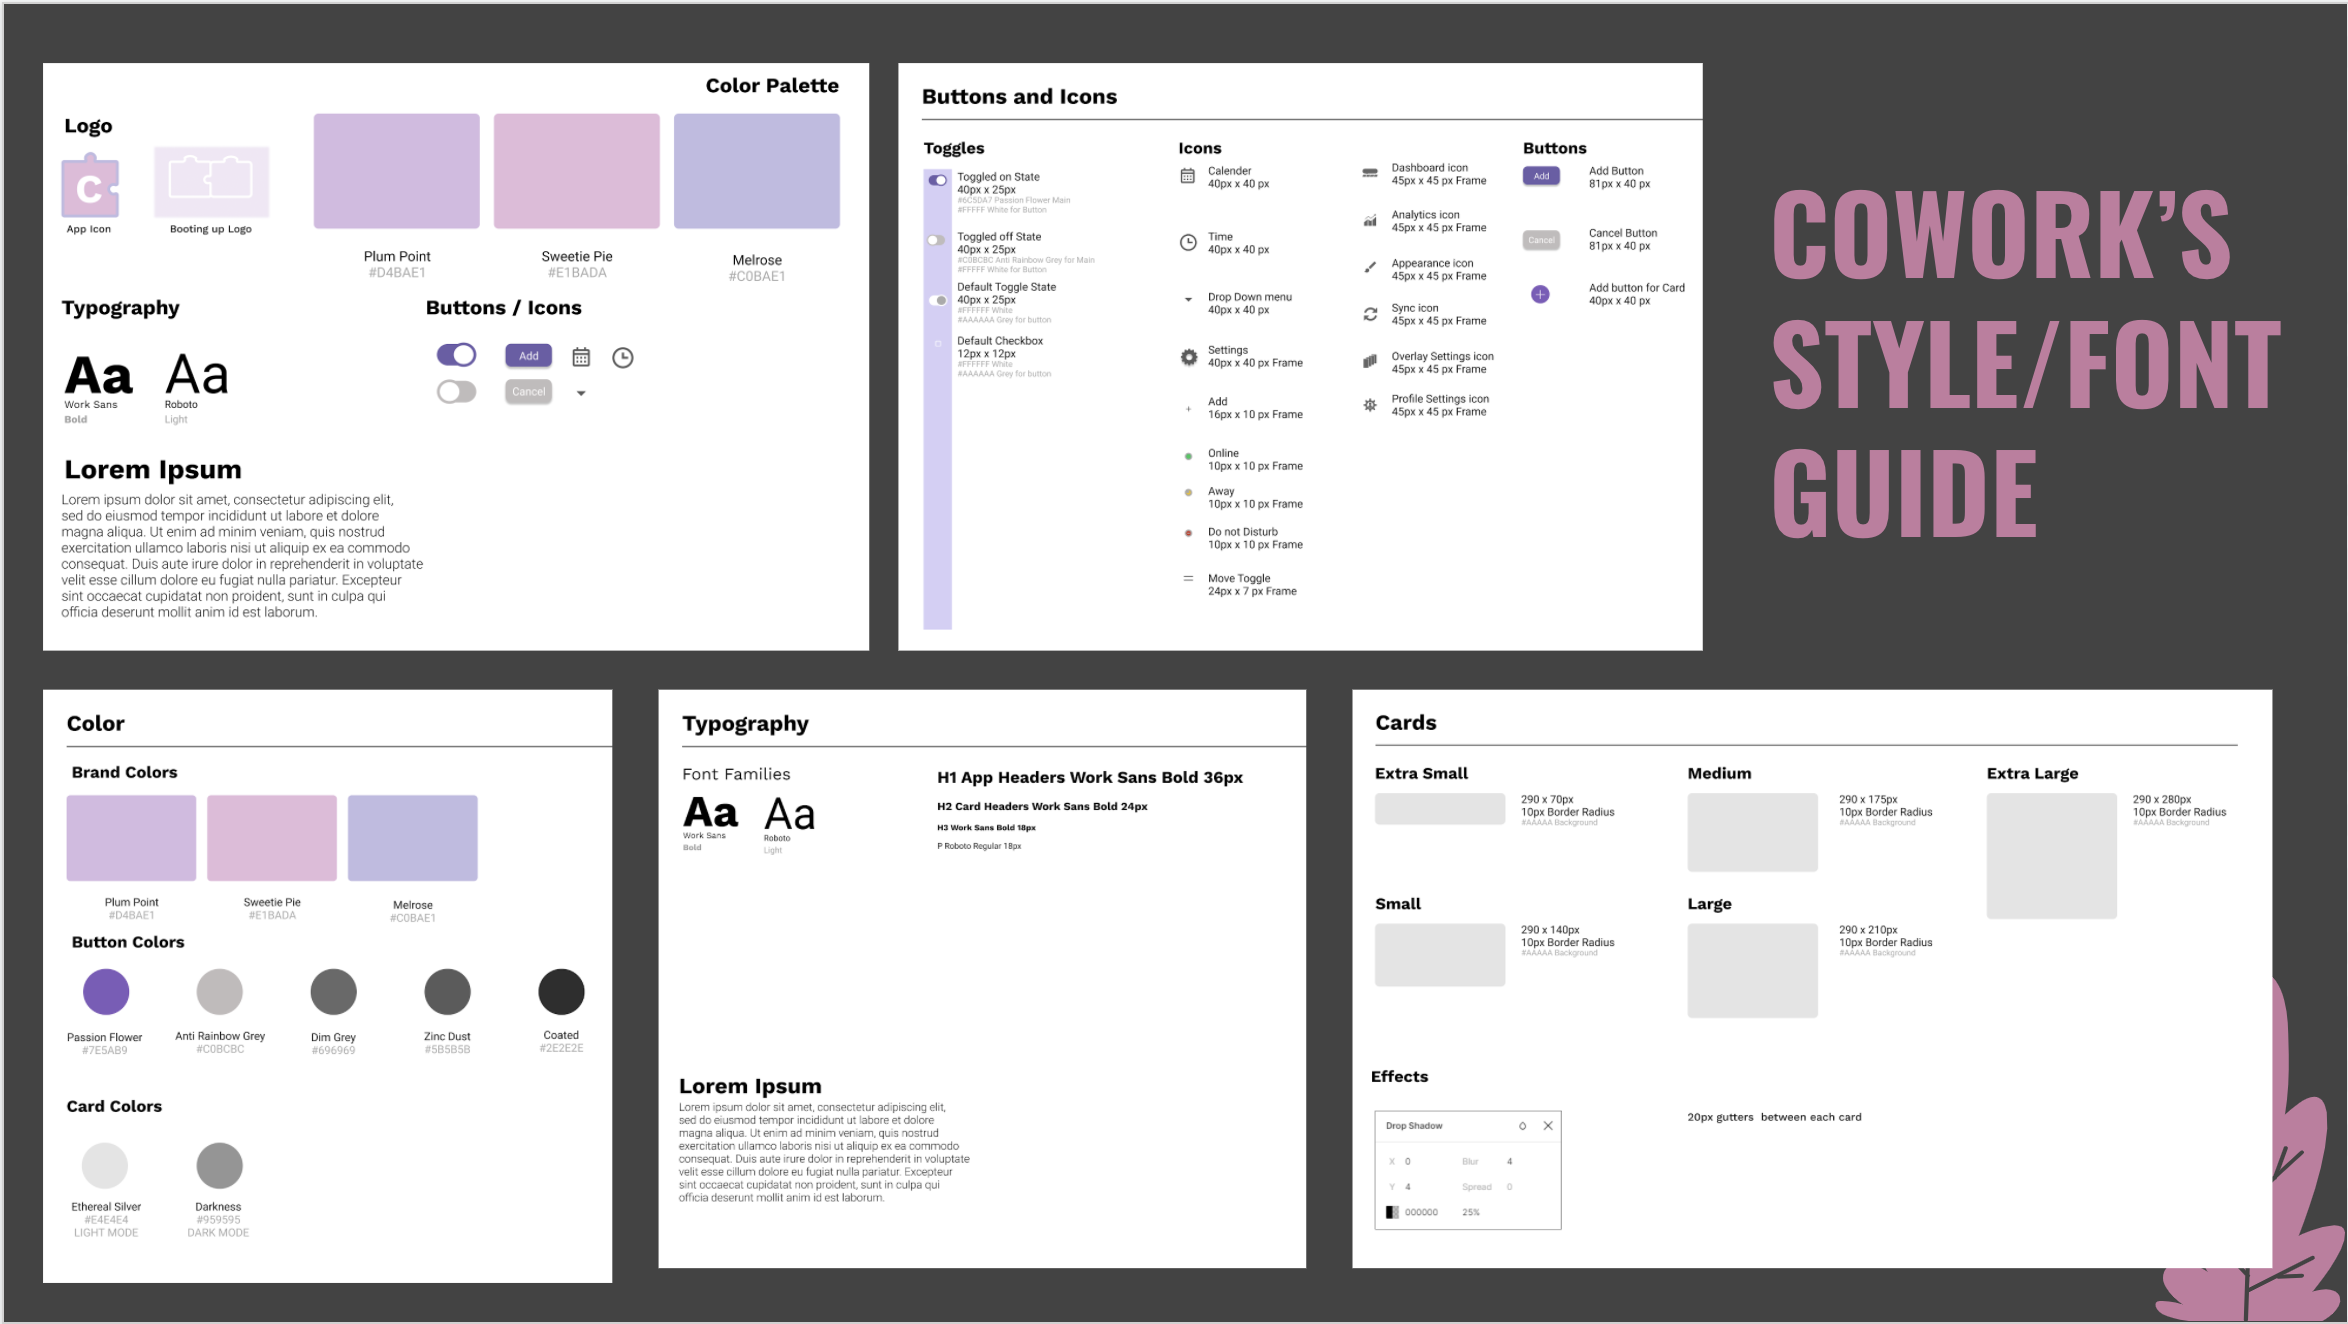 COWORK’S
STYLE/FONT
GUIDE
Color Palette
Logo
C
App Icon
Booting up Logo
Plum Point
#D4BAE1
Sweetie Pie
#E1BADA
Melrose
#C0BAE1
Typography
Aa
Work Sans
Bold
Aa
Roboto
Light
Buttons / Icons
Add
Cancel
Lorem Ipsum
Lorem ipsum dolor sit amet, consectetur adipiscing elit,
sed do eiusmod tempor incididunt ut labore et dolore
magna aliqua. Ut enim ad minim veniam, quis nostrud
exercitation ullamco laboris nisi ut aliquip ex ea commodo
consequat. Duis aute irure dolor in reprehenderit in voluptate
velit esse cillum dolore eu fugiat nulla pariatur. Excepteur
sint occaecat cupidatat non proident, sunt in culpa qui
officia deserunt mollit anim id est laborum.
Buttons and Icons
Toggles
Toggled on State
40px x 25px
#6C5DA7 Passion Flower Main
#FFFFF White for Button
Toggled off State
40px x 25px
#C0BCBC Anti Rainbow Grey for Main
#FFFFF White for Button
Default Toggle State
40px x 25px
#FFFFFF White
#AAAAAA Grey for button
Default Checkbox
12px x 12px
#FFFFFF White
#AAAAAA Grey for button
Icons
Calender
40px x 40 px
Time
40px x 40 px
Drop Down menu
40px x 40 px
Settings
40px x 40 px Frame
Add
16px x 10 px Frame
Online
10px x 10 px Frame
Away
10px x 10 px Frame
Do not Disturb
10px x 10 px Frame
Move Toggle
24px x 7 px Frame
Dashboard icon
45px x 45 px Frame
Analytics icon
45px x 45 px Frame
Appearance icon
45px x 45 px Frame
Sync icon
45px x 45 px Frame
Overlay Settings icon
45px x 45 px Frame
Profile Settings icon
45px x 45 px Frame
Buttons
Add
Add Button
81px x 40 px
Cancel
Cancel Button
81px x 40 px
Add button for Card
40px x 40 px
Color
Brand Colors
Plum Point
#D4BAE1
Sweetie Pie
#E1BADA
Melrose
#C0BAE1
Button Colors
Passion Flower
#7E5AB9
Anti Rainbow Grey
#C0BCBC
Dim Grey
#696969
Zinc Dust
#5B5B5B
Coated
#2E2E2E
Card Colors
Ethereal Silver
#E4E4E4
LIGHT MODE
Darkness
#959595
DARK MODE
Typography
Font Families
Aa
Work Sans
Bold
Aa
Roboto
Light
H1 App Headers Work Sans Bold 36px
H2 Card Headers Work Sans Bold 24px
H3 Work Sans Bold 18px
P Roboto Regular 18px
Lorem Ipsum
Lorem ipsum dolor sit amet, consectetur adipiscing elit,
sed do eiusmod tempor incididunt ut labore et dolore
magna aliqua. Ut enim ad minim veniam, quis nostrud
exercitation ullamco laboris nisi ut aliquip ex ea commodo
consequat. Duis aute irure dolor in reprehenderit in voluptate
velit esse cillum dolore eu fugiat nulla pariatur. Excepteur
sint occaecat cupidatat non proident, sunt in culpa qui
officia deserunt mollit anim id est laborum.
Cards
Extra Small
290 x 70px
10px Border Radius
#AAAAA Background
Small
290 x 140px
10px Border Radius
#AAAAA Background
Medium
290 x 175px
10px Border Radius
#AAAAA Background
Large
290 x 210px
10px Border Radius
#AAAAA Background
Extra Large
290 x 280px
10px Border Radius
#AAAAA Background
Effects
Drop Shadow
X 0 Blur 4
Y 4 Spread 0
000000 25%
20px gutters between each card